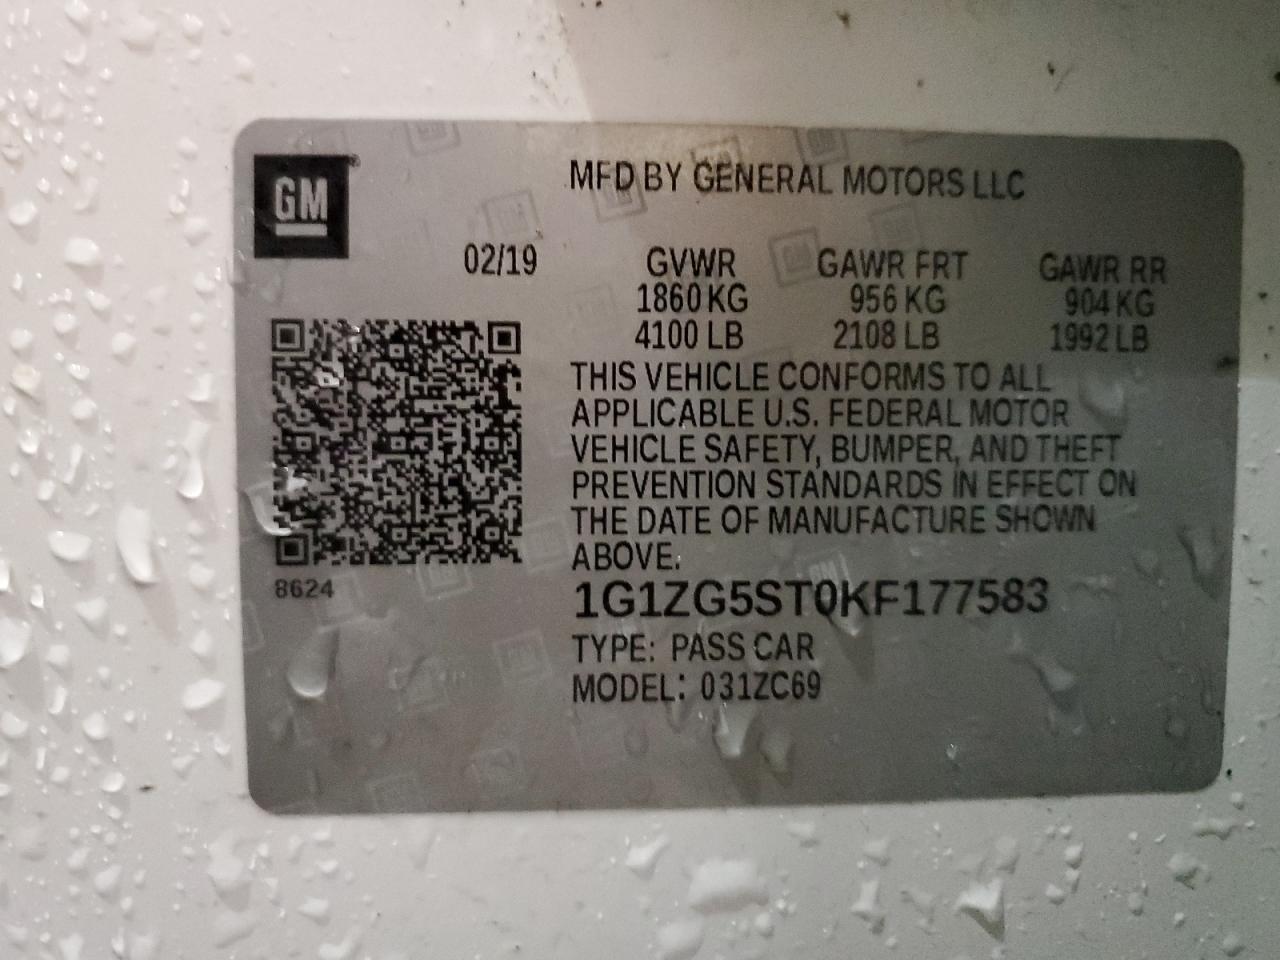 GM
MFD BY GENERAL MOTORS LLC
02/19
GVWR GAWR FRT GAWR RR
1860 KG 956 KG 904 KG
4100 LB 2108 LB 1992 LB
THIS VEHICLE CONFORMS TO ALL
APPLICABLE U.S. FEDERAL MOTOR
VEHICLE SAFETY, BUMPER, AND THEFT
PREVENTION STANDARDS IN EFFECT ON
THE DATE OF MANUFACTURE SHOWN
ABOVE.
8624
1G1ZG5ST0KF177583
TYPE: PASS CAR
MODEL: 031ZC69